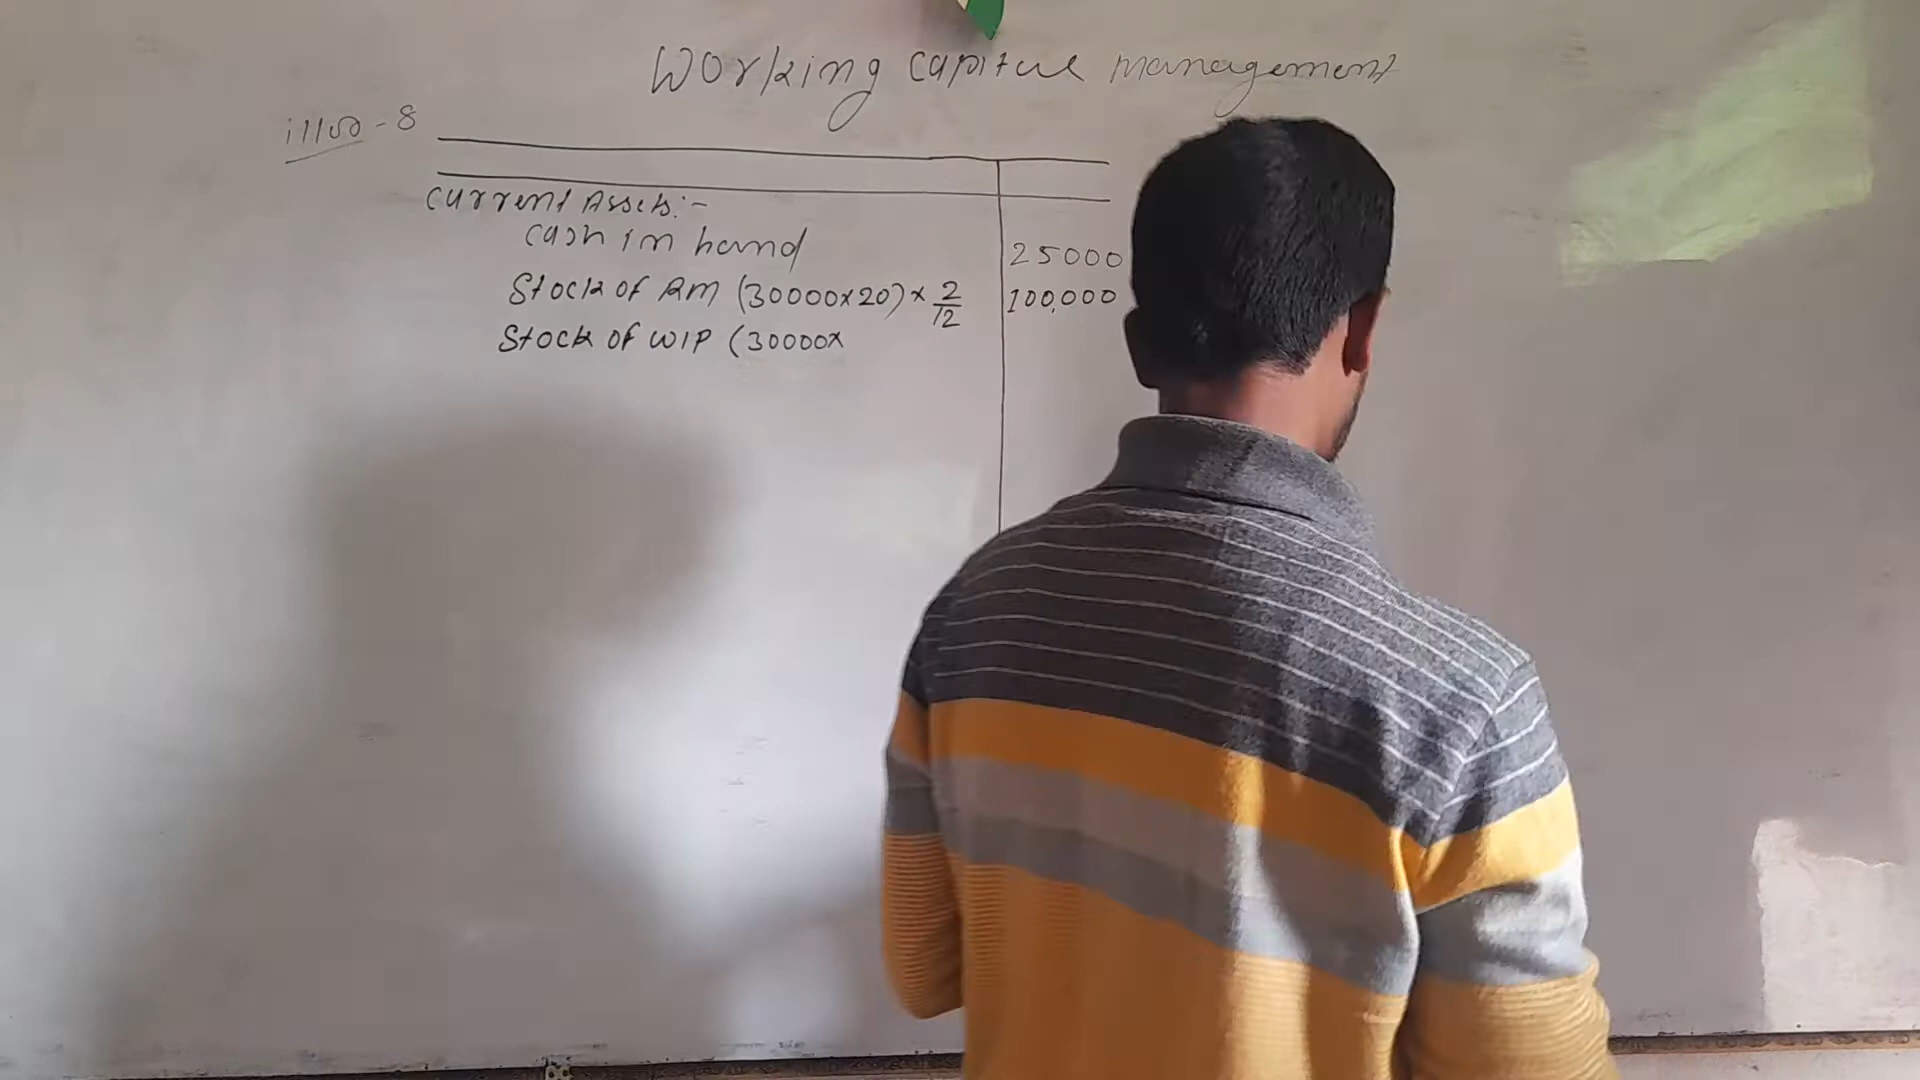 Working capital management
illus-8
Current Assets:-
Cash in hand 25000
Stock of RM (30000x20) x 2/12 100,000
Stock of WIP (30000x